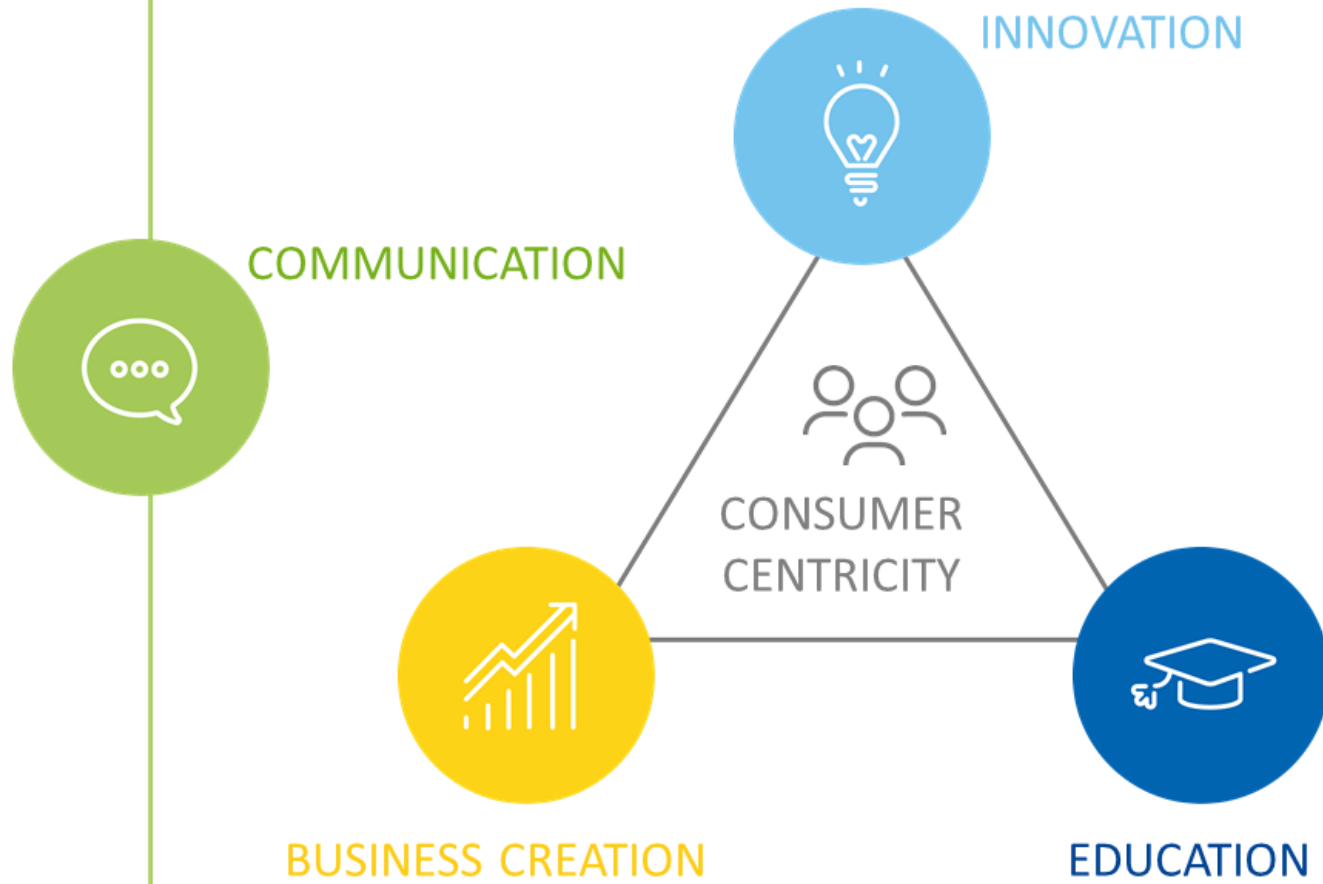 INNOVATION
COMMUNICATION
CONSUMER
CENTRICITY
BUSINESS CREATION
EDUCATION